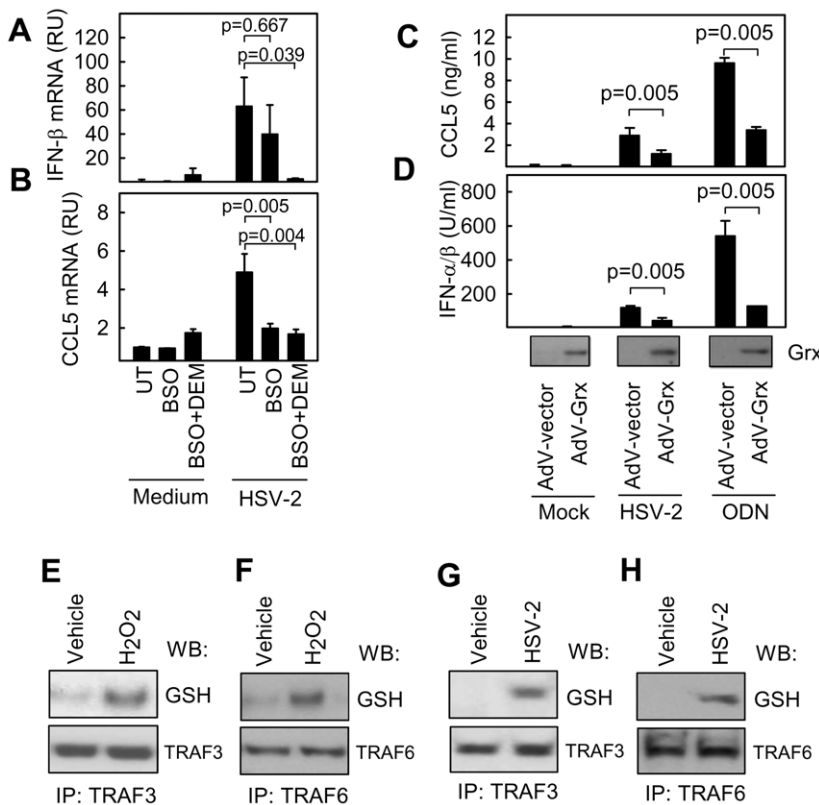 A
IFN-β mRNA (RU)
120
100
80
60
40
20
p=0.667
p=0.039
B
CCL5 mRNA (RU)
8
6
4
2
p=0.005
p=0.004
UT
BSO
BSO+DEM
UT
BSO
BSO+DEM
Medium
HSV-2
C
CCL5 (ng/ml)
12
10
8
6
4
2
p=0.005
p=0.005
D
IFN-α/β (U/ml)
800
600
400
200
p=0.005
p=0.005
Grx
AdV-vector
AdV-Grx
AdV-vector
AdV-Grx
AdV-vector
AdV-Grx
Mock
HSV-2
ODN
E
Vehicle
H2O2
WB:
GSH
TRAF3
IP: TRAF3
F
Vehicle
H2O2
WB:
GSH
TRAF6
IP: TRAF6
G
Vehicle
HSV-2
WB:
GSH
TRAF3
IP: TRAF3
H
Vehicle
HSV-2
WB:
GSH
TRAF6
IP: TRAF6